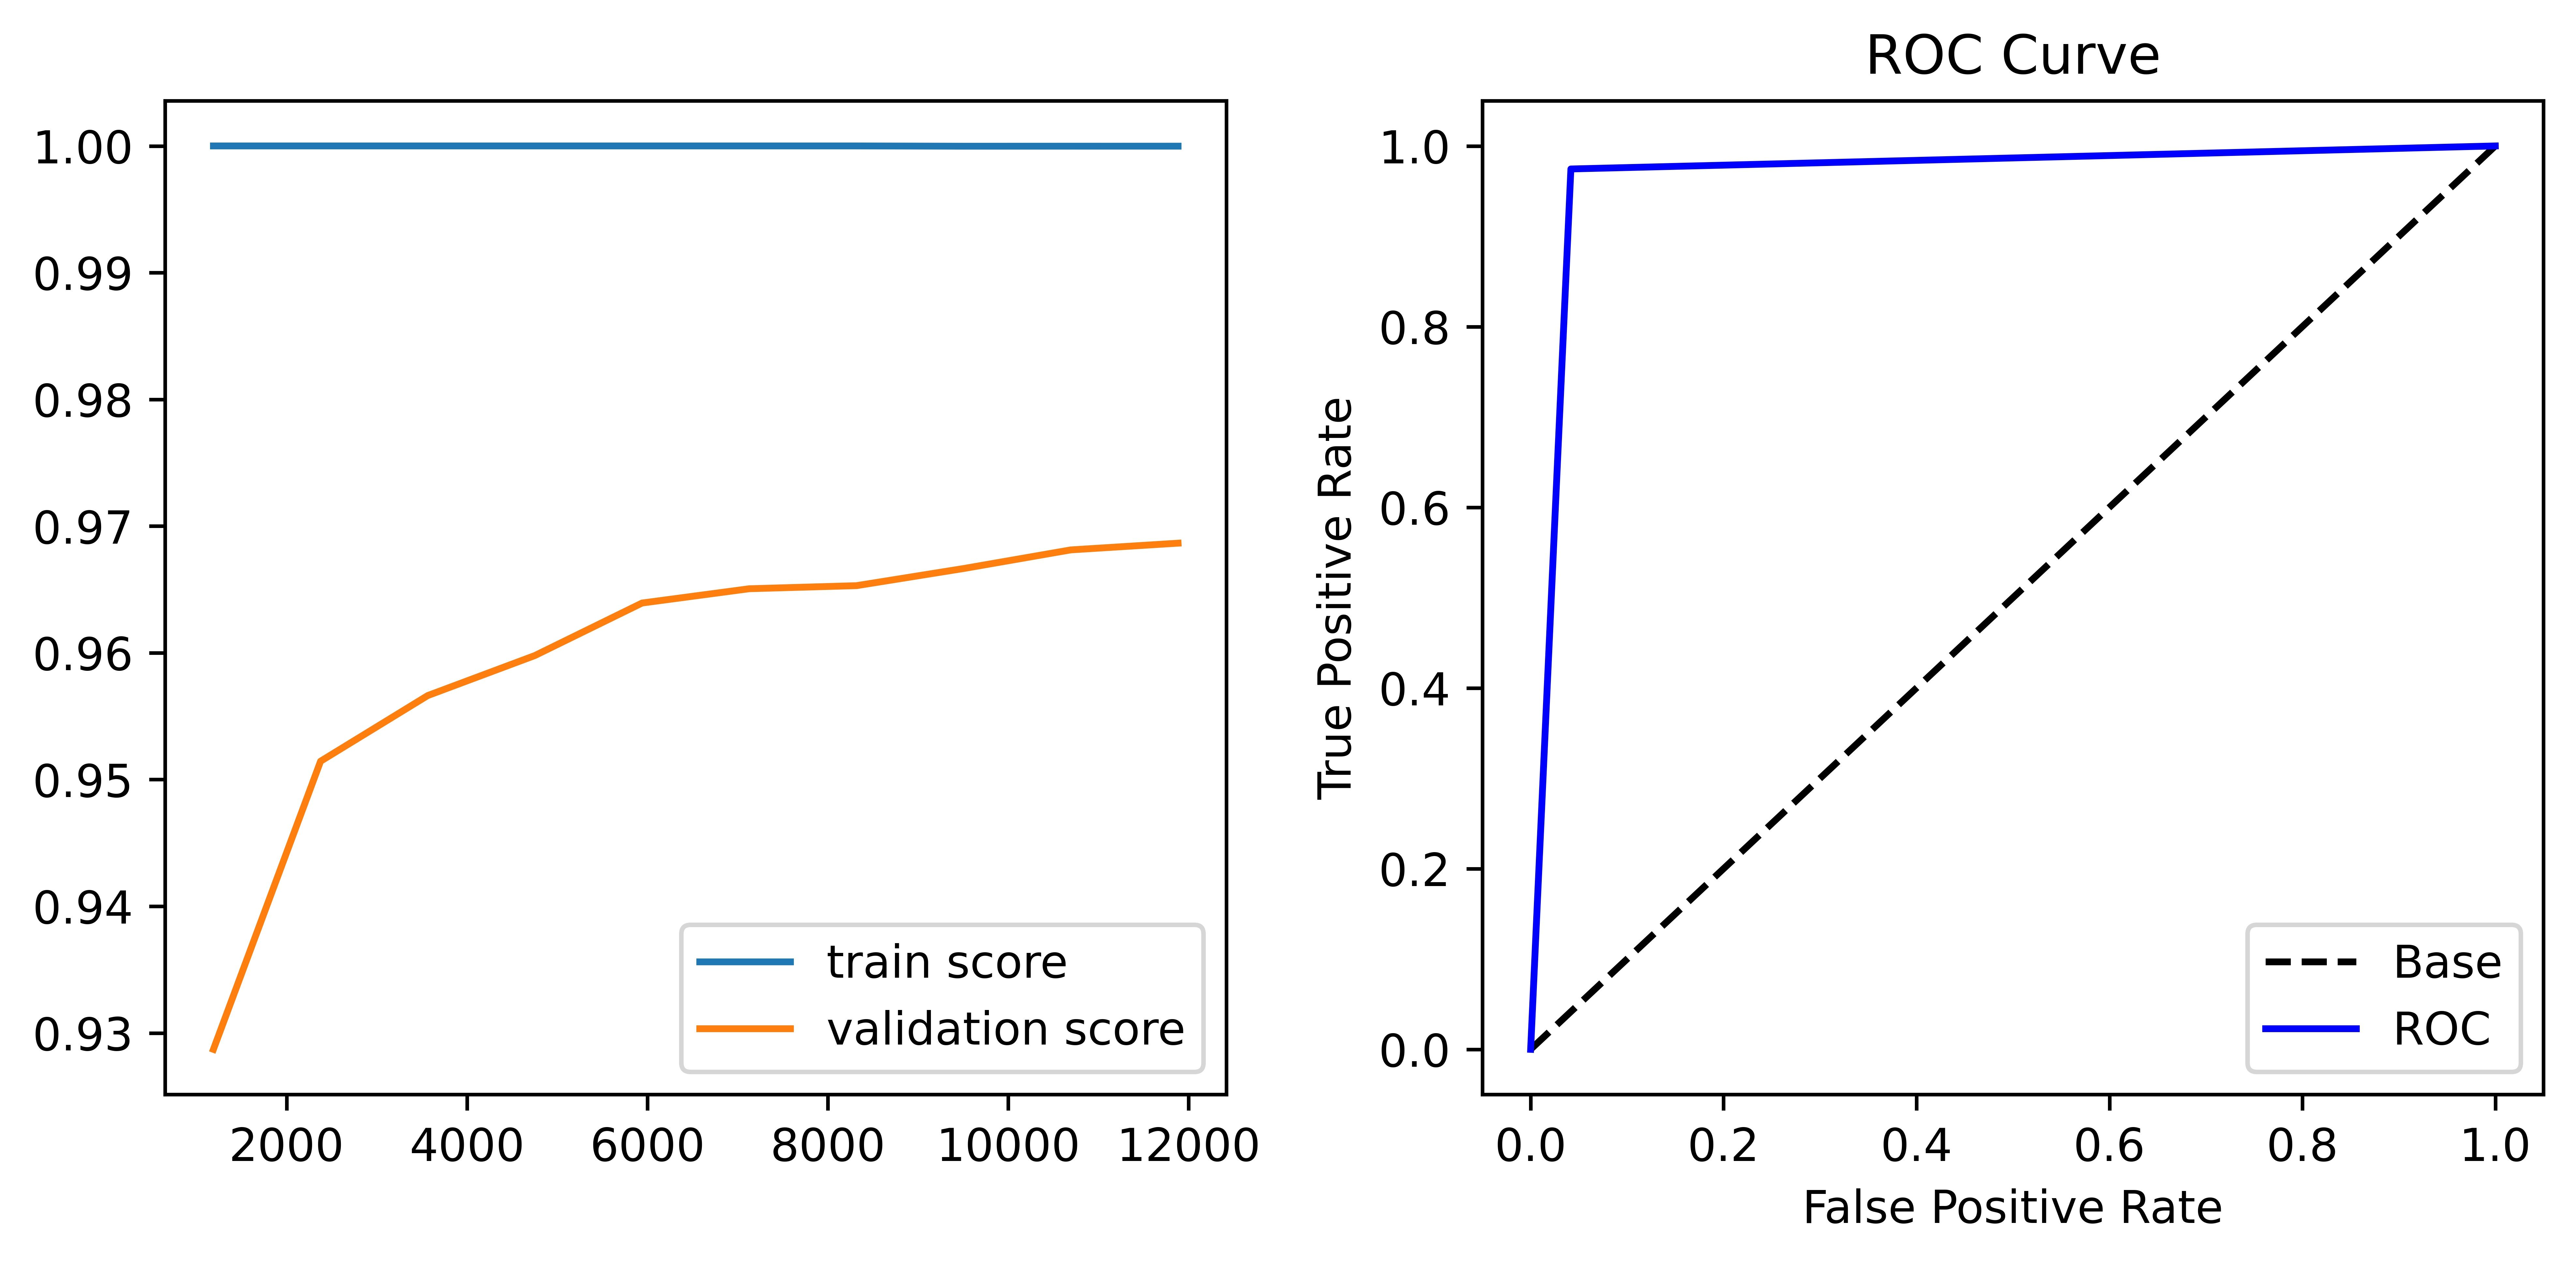 1.00
0.99
0.98
0.97
0.96
0.95
0.94
0.93
2000 4000 6000 8000 10000 12000
train score
validation score
ROC Curve
True Positive Rate
1.0
0.8
0.6
0.4
0.2
0.0
0.0 0.2 0.4 0.6 0.8 1.0
False Positive Rate
Base
ROC